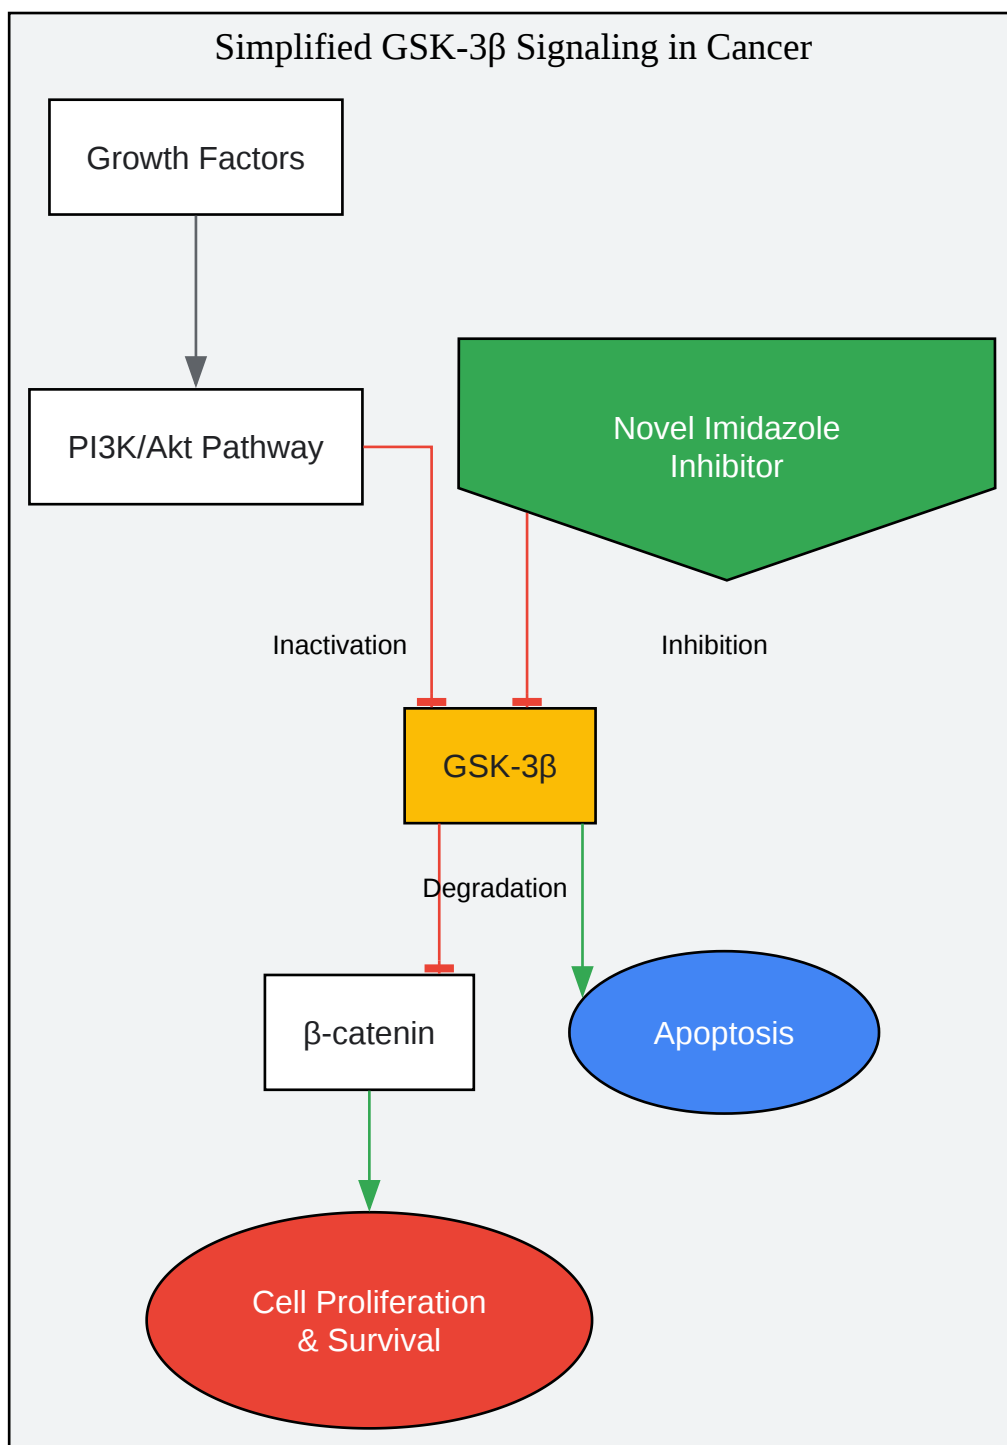 Simplified GSK-3β Signaling in Cancer
Growth Factors
PI3K/Akt Pathway
Novel Imidazole
Inhibitor
Inactivation
Inhibition
GSK-3β
Degradation
β-catenin
Apoptosis
Cell Proliferation
& Survival